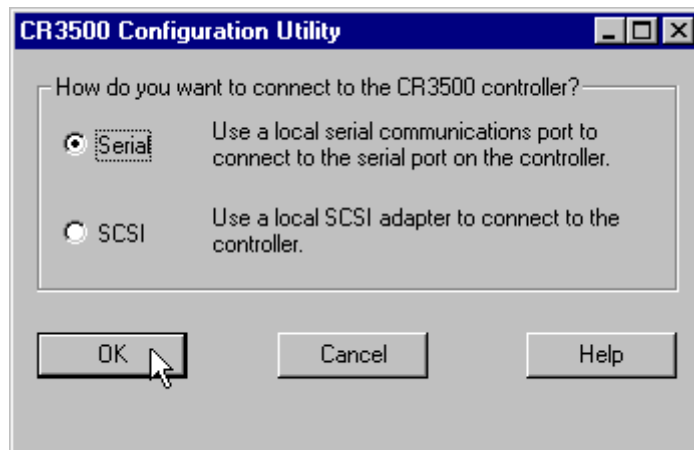 CR3500 Configuration Utility
How do you want to connect to the CR3500 controller?
Serial
Use a local serial communications port to
connect to the serial port on the controller.
SCSI
Use a local SCSI adapter to connect to the
controller.
OK
Cancel
Help